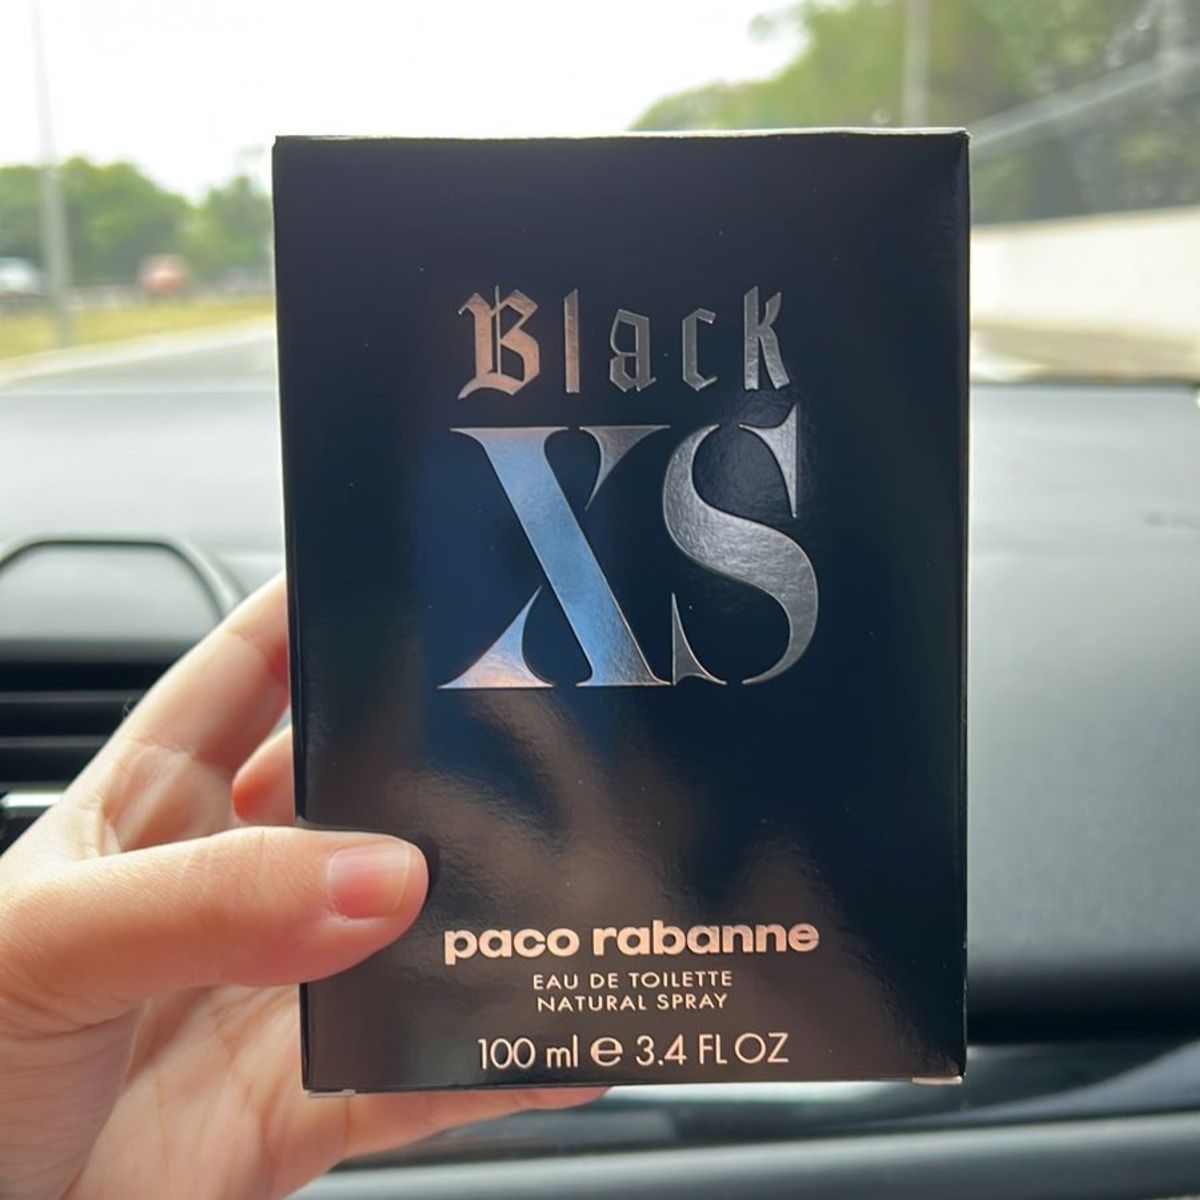 Black
XS
paco rabanne
EAU DE TOILETTE
NATURAL SPRAY
100 ml ℮ 3.4 FL OZ